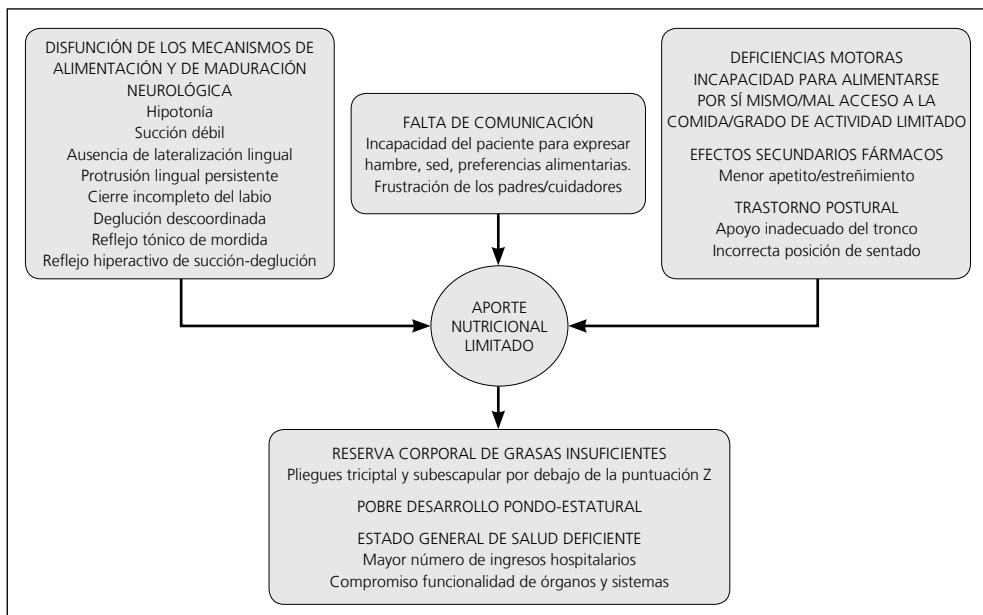 DISFUNCIÓN DE LOS MECANISMOS DE
ALIMENTACIÓN Y DE MADURACIÓN
NEUROLÓGICA
Hipotonía
Succión débil
Ausencia de lateralización lingual
Protrusión lingual persistente
Cierre incompleto del labio
Deglución descoordinada
Reflejo tónico de mordida
Reflejo hiperactivo de succión-deglución
FALTA DE COMUNICACIÓN
Incapacidad del paciente para expresar
hambre, sed, preferencias alimentarias.
Frustración de los padres/cuidadores
DEFICIENCIAS MOTORAS
INCAPACIDAD PARA ALIMENTARSE
POR SÍ MISMO/MAL ACCESO A LA
COMIDA/GRADO DE ACTIVIDAD LIMITADO
EFECTOS SECUNDARIOS FÁRMACOS
Menor apetito/estreñimiento
TRASTORNO POSTURAL
Apoyo inadecuado del tronco
Incorrecta posición de sentado
APORTE
NUTRICIONAL
LIMITADO
RESERVA CORPORAL DE GRASAS INSUFICIENTES
Pliegues triciptal y subescapular por debajo de la puntuación Z
POBRE DESARROLLO PONDO-ESTATURAL
ESTADO GENERAL DE SALUD DEFICIENTE
Mayor número de ingresos hospitalarios
Compromiso funcionalidad de órganos y sistemas